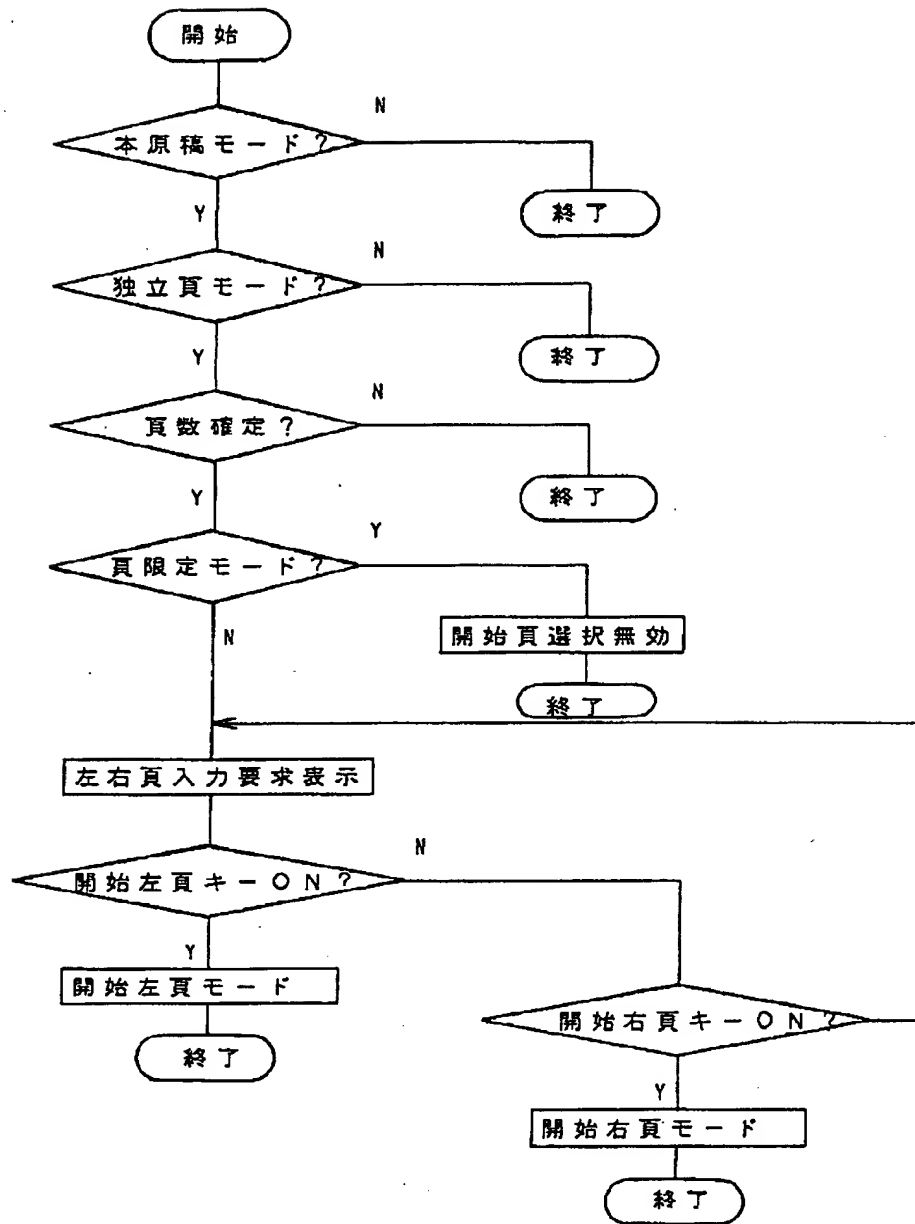 開始
N
本原稿モード?
Y
終了
N
独立頁モード?
Y
終了
N
頁数確定?
Y
終了
Y
頁限定モード?
N
開始頁選択無効
終了
左右頁入力要求表示
N
開始左頁キーON?
Y
開始左頁モード
開始右頁キーON?
終了
Y
開始右頁モード
終了